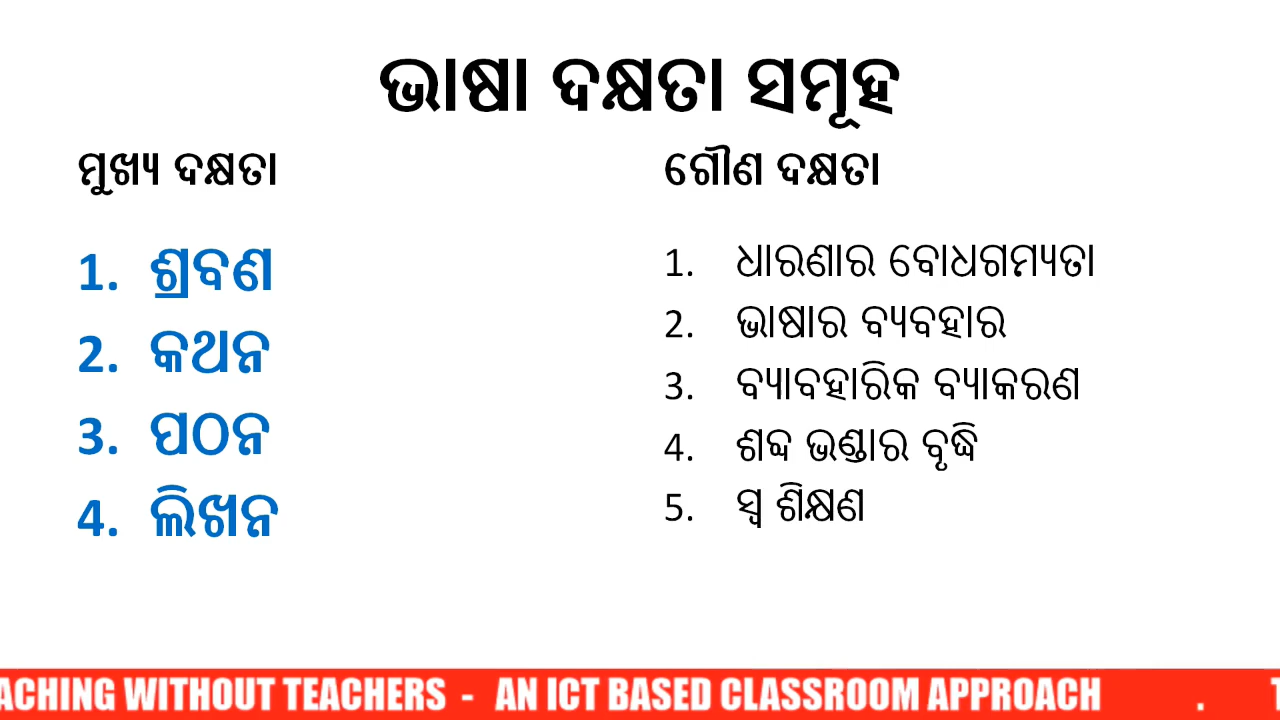 ଭାଷା ଦକ୍ଷତା ସମୂହ
ମୁଖ୍ୟ ଦକ୍ଷତା
1. ଶ୍ରବଣ
2. କଥନ
3. ପଠନ
4. ଲିଖନ
ଗୌଣ ଦକ୍ଷତା
1. ଧାରଣାର ବୋଧଗମ୍ୟତା
2. ଭାଷାର ବ୍ୟବହାର
3. ବ୍ୟାବହାରିକ ବ୍ୟାକରଣ
4. ଶବ୍ଦ ଭଣ୍ଡାର ବୃଦ୍ଧି
5. ସ୍ୱ ଶିକ୍ଷଣ
ACHING WITHOUT TEACHERS - AN ICT BASED CLASSROOM APPROACH . T